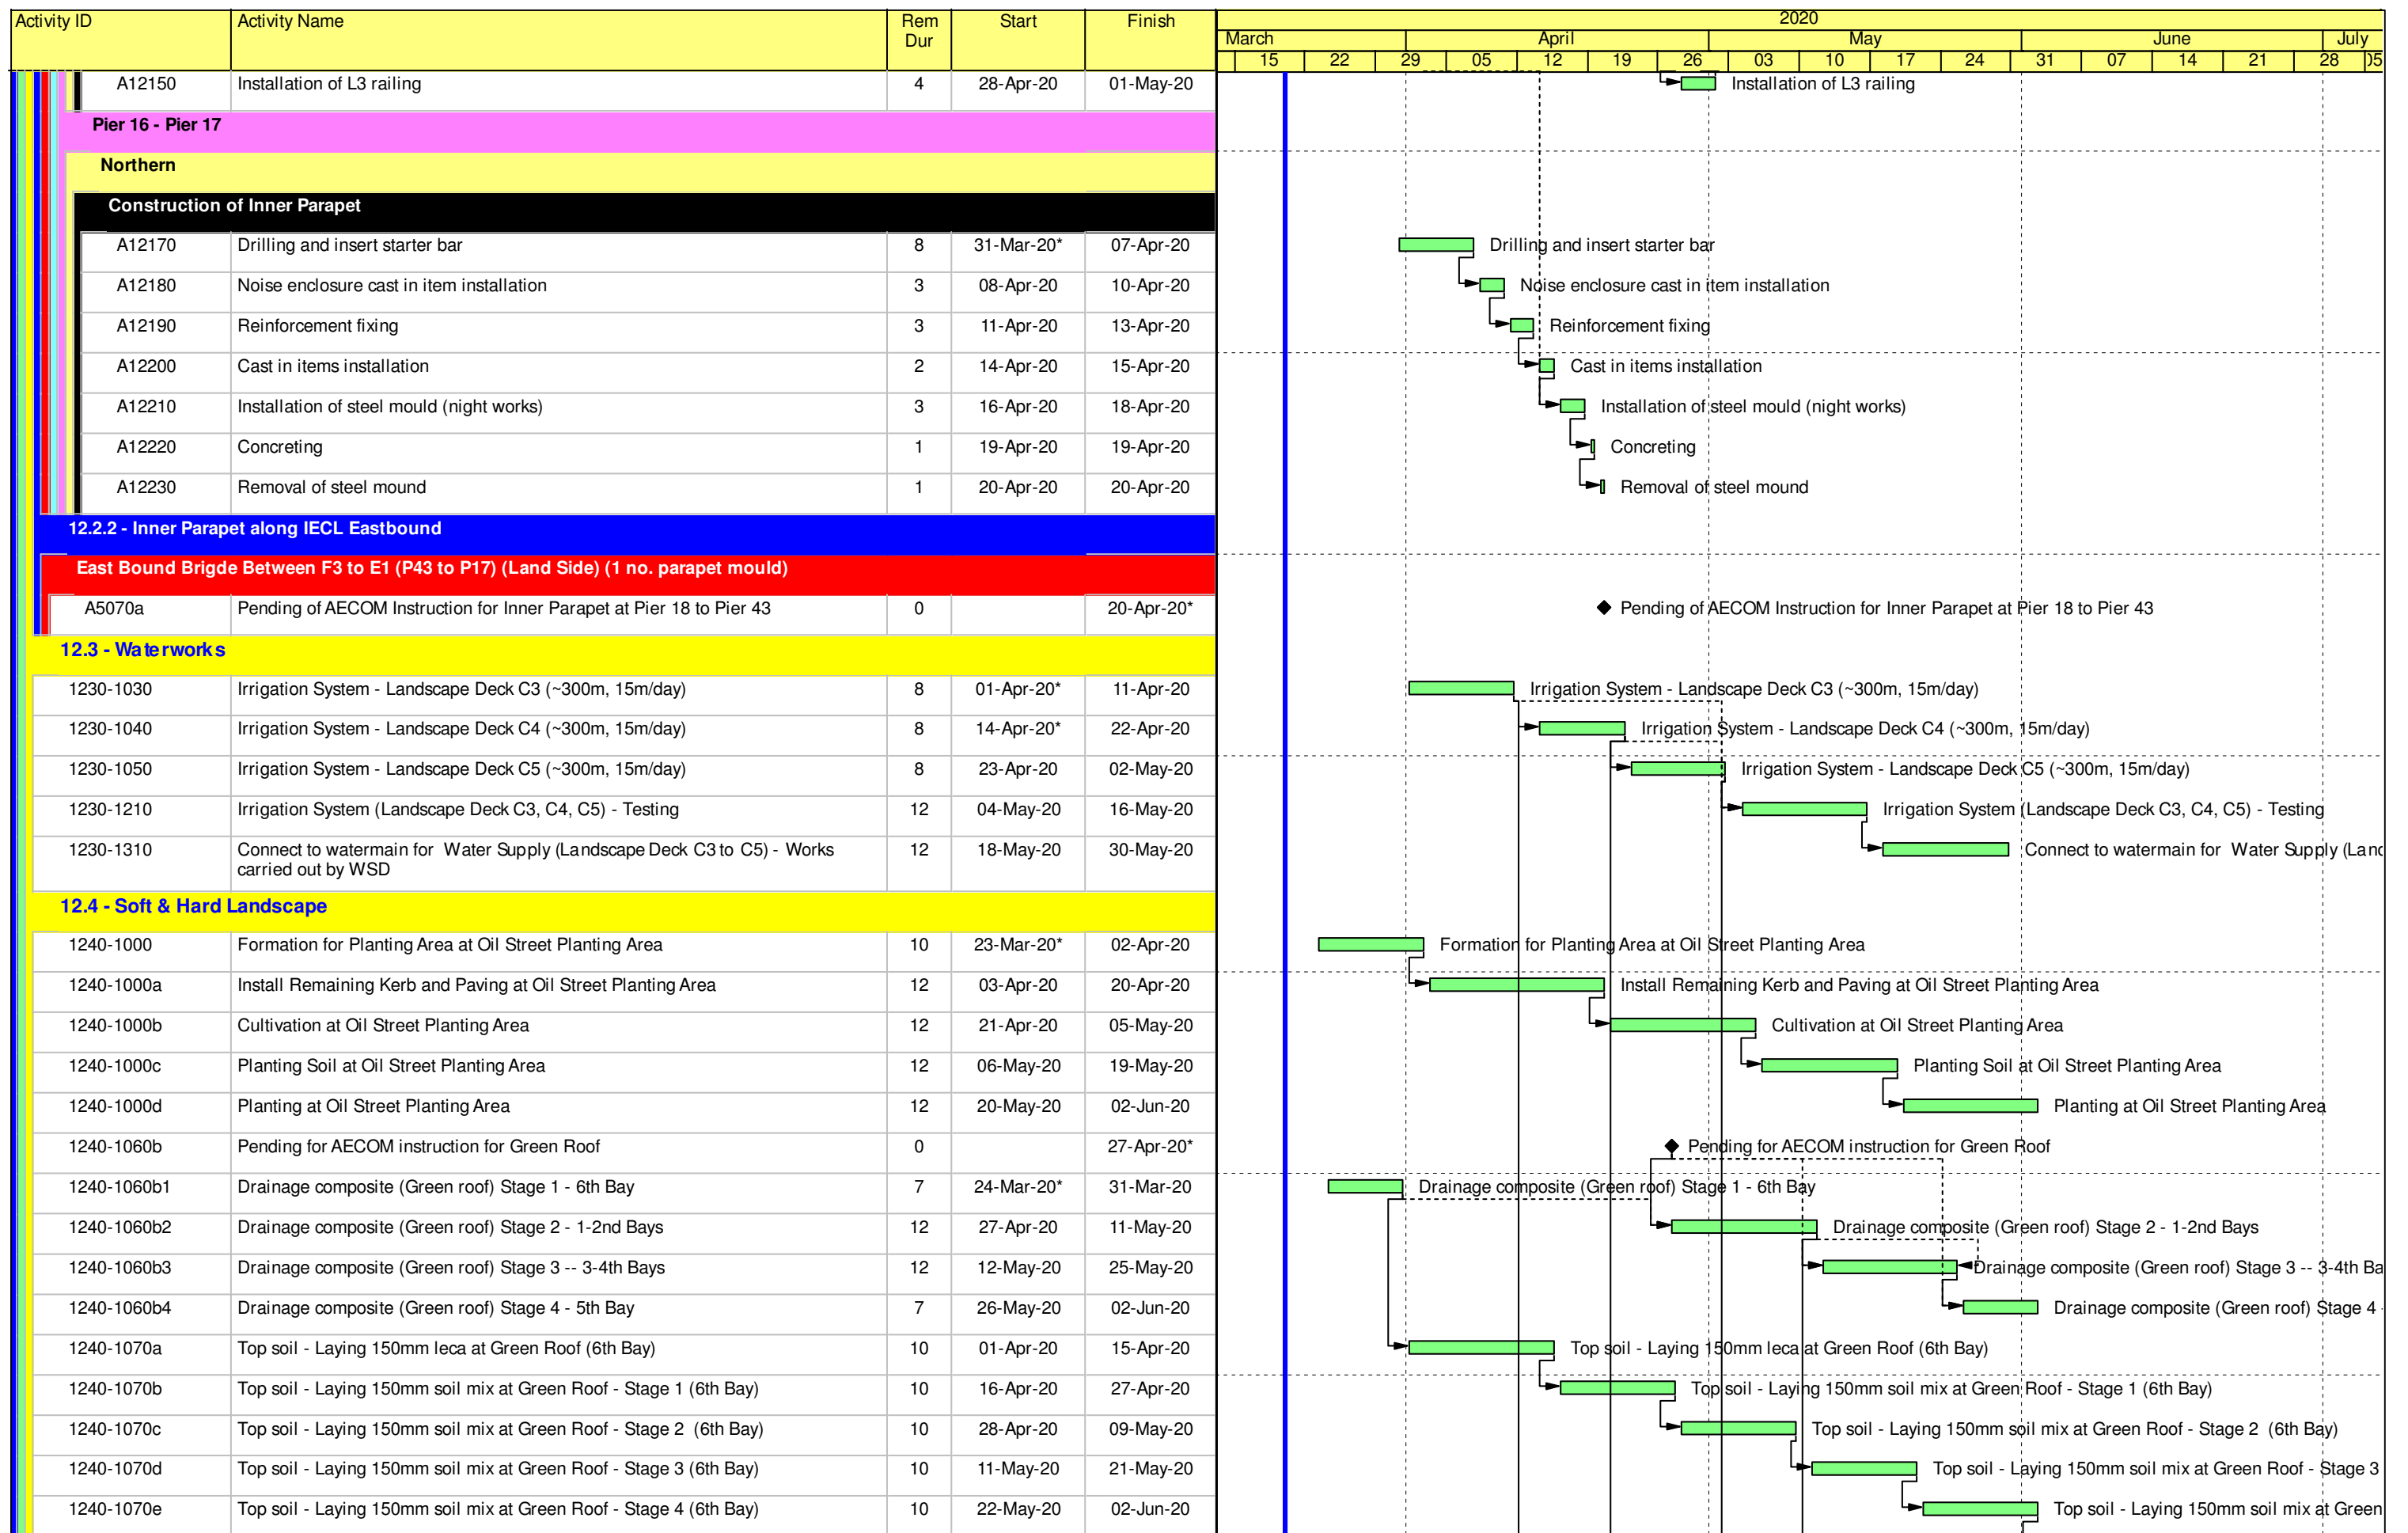 Activity ID Activity Name Rem Dur Start Finish 2020
March April May June July
15 22 29 05 12 19 26 03 10 17 24 31 07 14 21 28
A12150 Installation of L3 railing 4 28-Apr-20 01-May-20 Installation of L3 railing
Pier 16 - Pier 17
Northern
Construction of Inner Parapet
A12170 Drilling and insert starter bar 8 31-Mar-20* 07-Apr-20 Drilling and insert starter bar
A12180 Noise enclosure cast in item installation 3 08-Apr-20 10-Apr-20 Noise enclosure cast in item installation
A12190 Reinforcement fixing 3 11-Apr-20 13-Apr-20 Reinforcement fixing
A12200 Cast in items installation 2 14-Apr-20 15-Apr-20 Cast in items installation
A12210 Installation of steel mould (night works) 3 16-Apr-20 18-Apr-20 Installation of steel mould (night works)
A12220 Concreting 1 19-Apr-20 19-Apr-20 Concreting
A12230 Removal of steel mound 1 20-Apr-20 20-Apr-20 Removal of steel mound
12.2.2 - Inner Parapet along IECL Eastbound
East Bound Brigde Between F3 to E1 (P43 to P17) (Land Side) (1 no. parapet mould)
A5070a Pending of AECOM Instruction for Inner Parapet at Pier 18 to Pier 43 0 20-Apr-20* Pending of AECOM Instruction for Inner Parapet at Pier 18 to Pier 43
12.3 - Waterworks
1230-1030 Irrigation System - Landscape Deck C3 (~300m, 15m/day) 8 01-Apr-20* 11-Apr-20 Irrigation System - Landscape Deck C3 (~300m, 15m/day)
1230-1040 Irrigation System - Landscape Deck C4 (~300m, 15m/day) 8 14-Apr-20* 22-Apr-20 Irrigation System - Landscape Deck C4 (~300m, 15m/day)
1230-1050 Irrigation System - Landscape Deck C5 (~300m, 15m/day) 8 23-Apr-20 02-May-20 Irrigation System - Landscape Deck C5 (~300m, 15m/day)
1230-1210 Irrigation System (Landscape Deck C3, C4, C5) - Testing 12 04-May-20 16-May-20 Irrigation System (Landscape Deck C3, C4, C5) - Testing
1230-1310 Connect to watermain for Water Supply (Landscape Deck C3 to C5) - Works 12 18-May-20 30-May-20 Connect to watermain for Water Supply (Lan
carried out by WSD
12.4 - Soft & Hard Landscape
1240-1000 Formation for Planting Area at Oil Street Planting Area 10 23-Mar-20* 02-Apr-20 Formation for Planting Area at Oil Street Planting Area
1240-1000a Install Remaining Kerb and Paving at Oil Street Planting Area 12 03-Apr-20 20-Apr-20 Install Remaining Kerb and Paving at Oil Street Planting Area
1240-1000b Cultivation at Oil Street Planting Area 12 21-Apr-20 05-May-20 Cultivation at Oil Street Planting Area
1240-1000c Planting Soil at Oil Street Planting Area 12 06-May-20 19-May-20 Planting Soil at Oil Street Planting Area
1240-1000d Planting at Oil Street Planting Area 12 20-May-20 02-Jun-20 Planting at Oil Street Planting Area
1240-1060b Pending for AECOM instruction for Green Roof 0 27-Apr-20* Pending for AECOM instruction for Green Roof
1240-1060b1 Drainage composite (Green roof) Stage 1 - 6th Bay 7 24-Mar-20* 31-Mar-20 Drainage composite (Green roof) Stage 1 - 6th Bay
1240-1060b2 Drainage composite (Green roof) Stage 2 - 1-2nd Bays 12 27-Apr-20 11-May-20 Drainage composite (Green roof) Stage 2 - 1-2nd Bays
1240-1060b3 Drainage composite (Green roof) Stage 3 -- 3-4th Bays 12 12-May-20 25-May-20 Drainage composite (Green roof) Stage 3 -- 3-4th Ba
1240-1060b4 Drainage composite (Green roof) Stage 4 - 5th Bay 7 26-May-20 02-Jun-20 Drainage composite (Green roof) Stage 4
1240-1070a Top soil - Laying 150mm leca at Green Roof (6th Bay) 10 01-Apr-20 15-Apr-20 Top soil - Laying 150mm leca at Green Roof (6th Bay)
1240-1070b Top soil - Laying 150mm soil mix at Green Roof - Stage 1 (6th Bay) 10 16-Apr-20 27-Apr-20 Top soil - Laying 150mm soil mix at Green Roof - Stage 1 (6th Bay)
1240-1070c Top soil - Laying 150mm soil mix at Green Roof - Stage 2 (6th Bay) 10 28-Apr-20 09-May-20 Top soil - Laying 150mm soil mix at Green Roof - Stage 2 (6th Bay)
1240-1070d Top soil - Laying 150mm soil mix at Green Roof - Stage 3 (6th Bay) 10 11-May-20 21-May-20 Top soil - Laying 150mm soil mix at Green Roof - Stage 3
1240-1070e Top soil - Laying 150mm soil mix at Green Roof - Stage 4 (6th Bay) 10 22-May-20 02-Jun-20 Top soil - Laying 150mm soil mix at Green